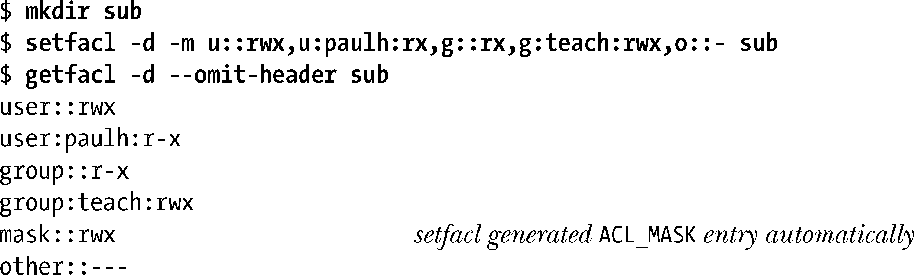 $ mkdir sub
$ setfacl -d -m u::rwx,u:paulh:rx,g::rx,g:teach:rwx,o::- sub
$ getfacl -d --omit-header sub
user::rwx
user:paulh:r-x
group::r-x
group:teach:rwx
mask::rwx setfacl generated ACL_MASK entry automatically
other::---